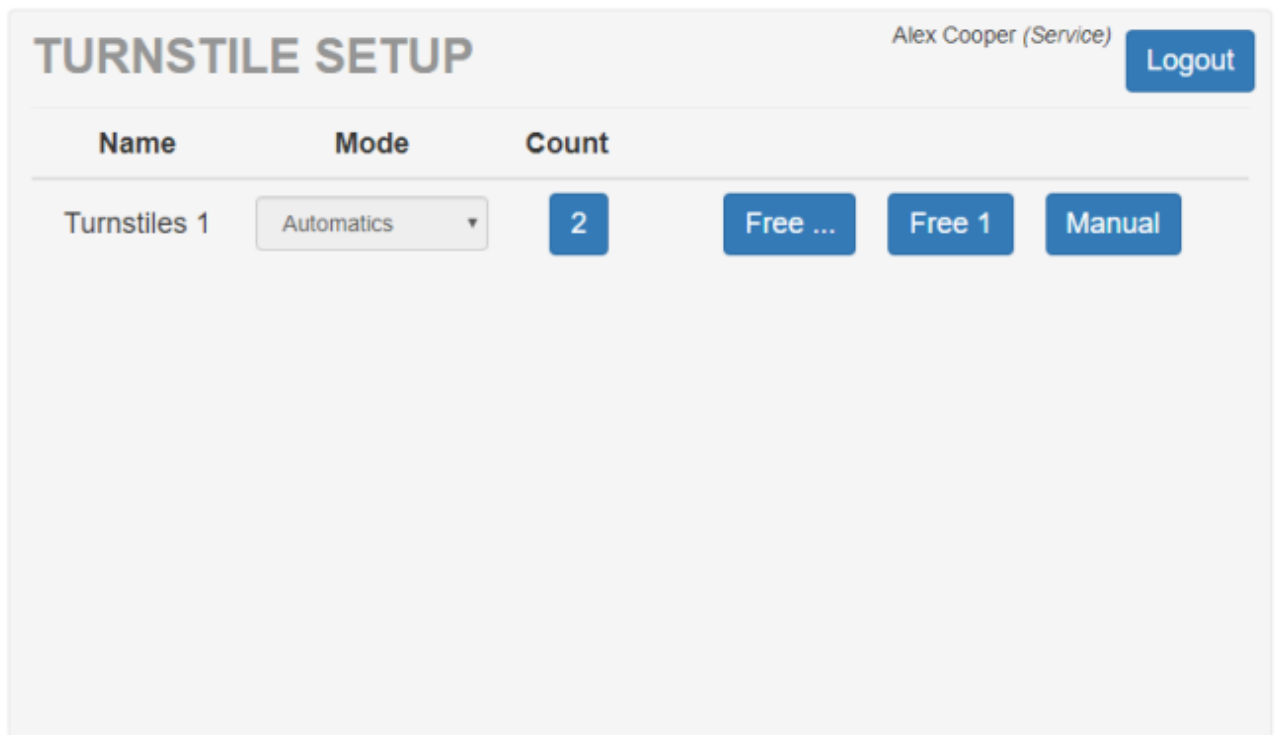 TURNSTILE SETUP
Alex Cooper (Service)
Logout
Name Mode Count
Turnstiles 1 Automatics 2 Free ... Free 1 Manual